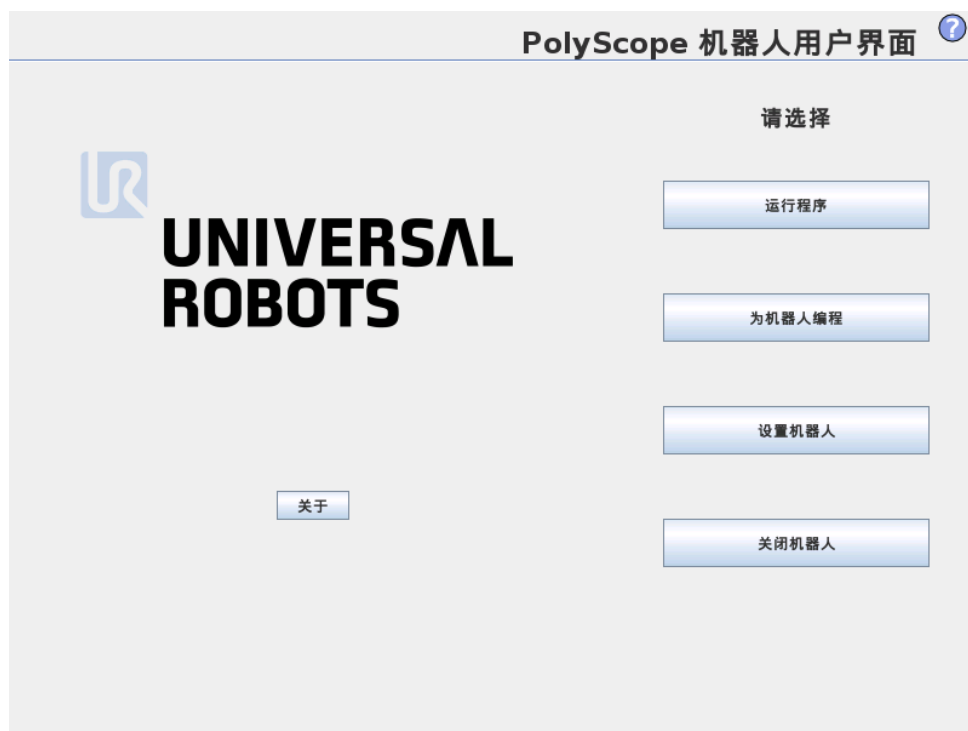 PolyScope 机器人用户界面
?
请选择
UR
运行程序
UNIVERSAL
ROBOTS
为机器人编程
设置机器人
关于
关闭机器人